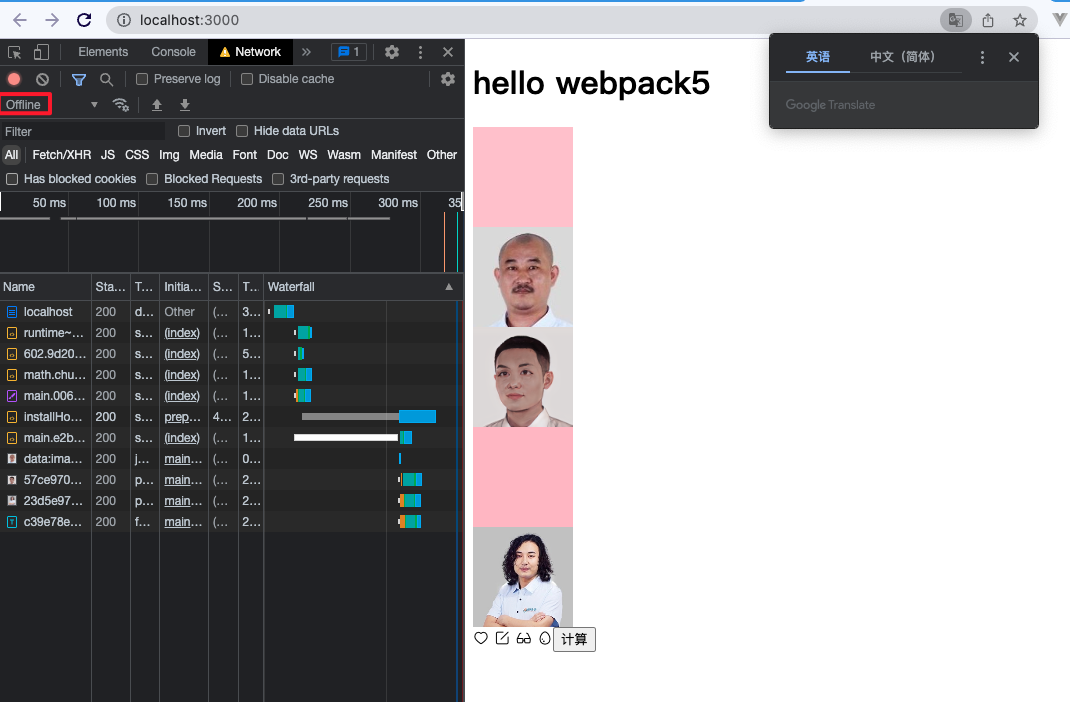 localhost:3000
Elements Console Network 1
Preserve log Disable cache
Offline
Filter Invert Hide data URLs
All Fetch/XHR JS CSS Img Media Font Doc WS Wasm Manifest Other
Has blocked cookies Blocked Requests 3rd-party requests
50 ms 100 ms 150 ms 200 ms 250 ms 300 ms 35
Name Sta... T... Initia... S... T... Waterfall
localhost 200 d... Other (... 3...
runtime~... 200 s... (index) (... 1...
602.9d20... 200 s... (index) (... 5...
math.chu... 200 s... (index) (... 1...
main.006... 200 s... (index) (... 1...
installHo... 200 s... prep... 4... 2...
main.e2b... 200 s... (index) (... 1...
data:ima... 200 j... main... (... 0...
57ce970... 200 p... main... (... 2...
23d5e97... 200 p... main... (... 2...
c39e78e... 200 f... main... (... 2...
hello webpack5
计算
英语 中文（简体）
Google Translate